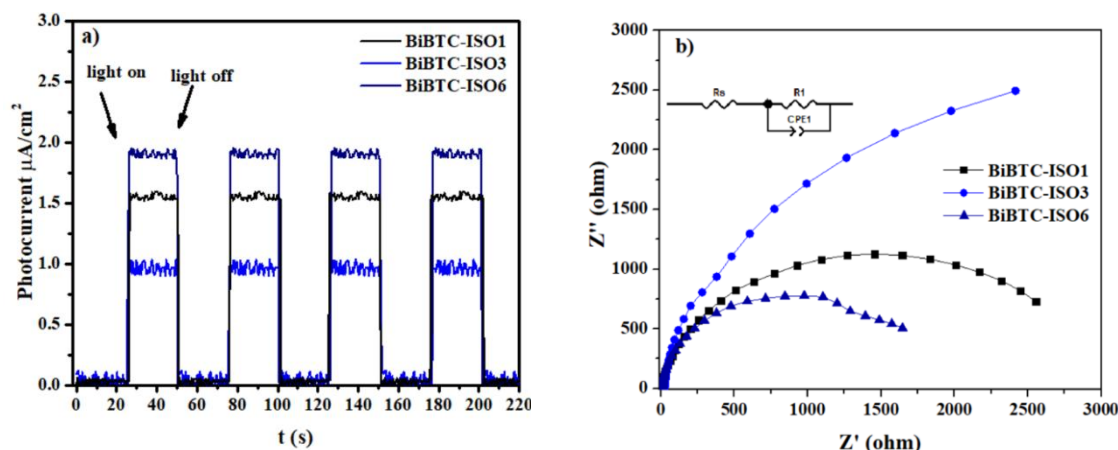 a)
BiBTC-ISO1
BiBTC-ISO3
BiBTC-ISO6
light on
light off
Photocurrent μA/cm²
3.0
2.5
2.0
1.5
1.0
0.5
0.0
0 20 40 60 80 100 120 140 160 180 200 220
t (s)
b)
Rs
R1
CPE1
BiBTC-ISO1
BiBTC-ISO3
BiBTC-ISO6
Z'' (ohm)
3000
2500
2000
1500
1000
500
0
0 500 1000 1500 2000 2500 3000
Z' (ohm)